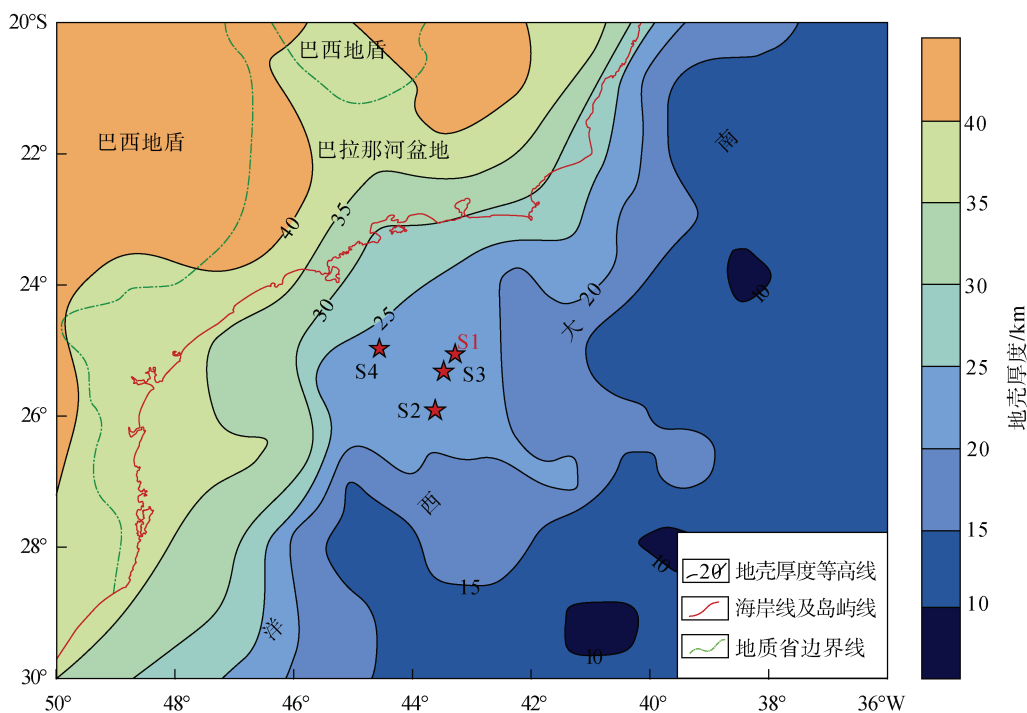 20°S
22°
24°
26°
28°
30°
50°
48°
46°
44°
42°
40°
38°
36°W
巴西地盾
巴西地盾
巴拉那河盆地
南
大
西
洋
40
35
30
25
20
15
10
10
10
S1
S3
S4
S2
20
地壳厚度等高线
海岸线及岛屿线
地质省边界线
40
35
30
25
20
15
10
地壳厚度/km